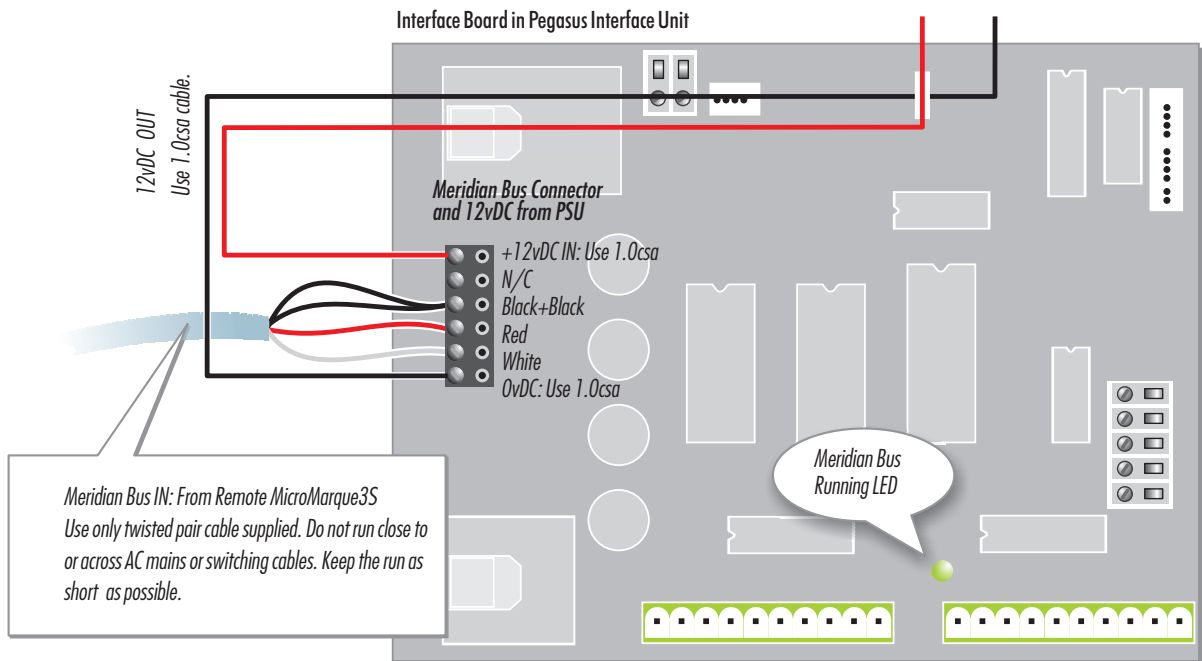 Interface Board in Pegasus Interface Unit
12vDC OUT
Use 1.0csa cable.
Meridian Bus Connector
and 12vDC from PSU
+12vDC IN: Use 1.0csa
N/C
Black+Black
Red
White
0vDC: Use 1.0csa
Meridian Bus
Running LED
Meridian Bus IN: From Remote MicroMarque3S
Use only twisted pair cable supplied. Do not run close to
or across AC mains or switching cables. Keep the run as
short as possible.